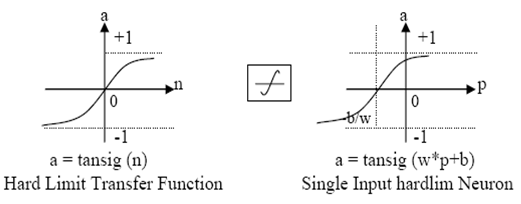 a
+1
n
0
-1
a = tansig (n)
Hard Limit Transfer Function
a
+1
p
0
-b/w
-1
a = tansig (w*p+b)
Single Input hardlim Neuron